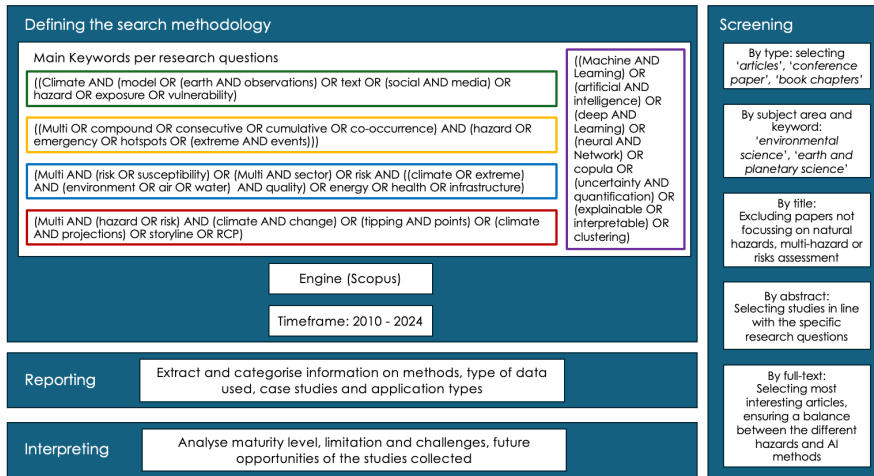 Defining the search methodology
Main Keywords per research questions
((Climate AND (model OR (earth AND observations) OR text OR (social AND media) OR
hazard OR exposure OR vulnerability)
((Multi OR compound OR consecutive OR cumulative OR co-occurrence) AND (hazard OR
emergency OR hotspots OR (extreme AND events)))
(Multi AND (risk OR susceptibility) OR (Multi AND sector) OR risk AND ((climate OR extreme)
AND (environment OR air OR water) AND quality) OR energy OR health OR infrastructure)
(Multi AND (hazard OR risk) AND (climate AND change) OR (tipping AND points) OR (climate
AND projections) OR storyline OR RCP)
((Machine AND
Learning) OR
(artificial AND
intelligence) OR
(deep AND
Learning) OR
(neural AND
Network) OR
copula OR
(uncertainty AND
quantification) OR
(explainable OR
interpretable) OR
clustering)
Engine (Scopus)
Timeframe: 2010 - 2024
Reporting
Extract and categorise information on methods, type of data
used, case studies and application types
Interpreting
Analyse maturity level, limitation and challenges, future
opportunities of the studies collected
Screening
By type: selecting
‘articles’, ‘conference
paper’, ‘book chapters’
By subject area and
keyword:
‘environmental
science’, ‘earth and
planetary science’
By title:
Excluding papers not
focussing on natural
hazards, multi-hazard or
risks assessment
By abstract:
Selecting studies in line
with the specific
research questions
By full-text:
Selecting most
interesting articles,
ensuring a balance
between the different
hazards and AI
methods